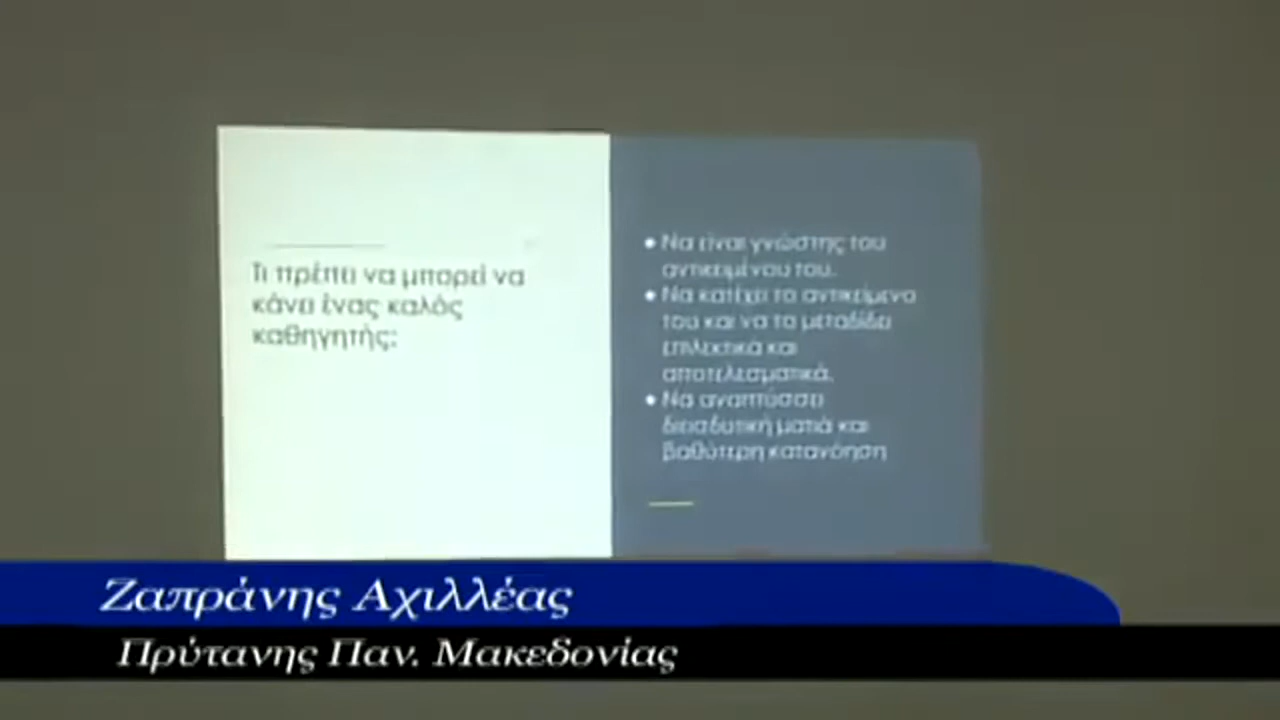 Τι πρέπει να μπορεί να
κάνει ένας καλός
καθηγητής;
Να είναι γνώστης του
αντικειμένου του.
Να κατέχει το αντικείμενο
του και να το μεταδίδει
επιλεκτικά και
αποτελεσματικά.
Να αναπτύσσει
διεισδυτική ματιά και
βαθύτερη κατανόηση
Ζαπράνης Αχιλλέας
Πρύτανης Παν. Μακεδονίας